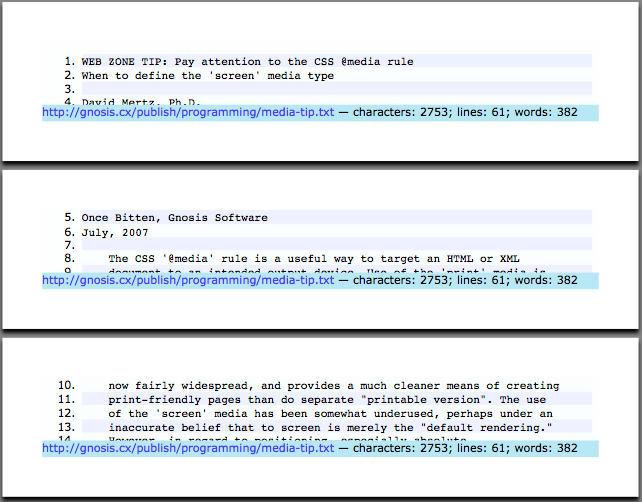 1. WEB ZONE TIP: Pay attention to the CSS @media rule
2. When to define the 'screen' media type
3.
4. David Mertz, Ph.D.
http://gnosis.cx/publish/programming/media-tip.txt — characters: 2753; lines: 61; words: 382
5. Once Bitten, Gnosis Software
6. July, 2007
7.
8. The CSS '@media' rule is a useful way to target an HTML or XML
9. document to an intended output device. Use of the 'print' media is
http://gnosis.cx/publish/programming/media-tip.txt — characters: 2753; lines: 61; words: 382
10. now fairly widespread, and provides a much cleaner means of creating
11. print-friendly pages than do separate "printable version". The use
12. of the 'screen' media has been somewhat underused, perhaps under an
13. inaccurate belief that to screen is merely the "default rendering."
14. However, in regard to positioning, especially absolute
http://gnosis.cx/publish/programming/media-tip.txt — characters: 2753; lines: 61; words: 382